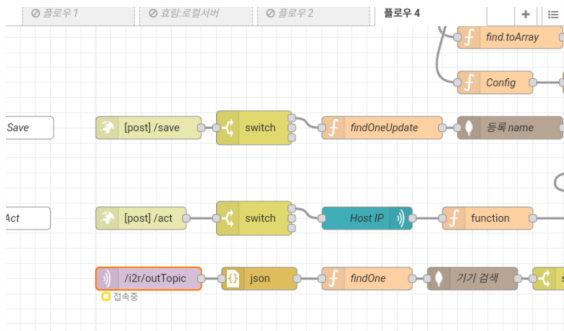 플로우 1
효림:로컬서버
플로우 2
플로우 4
find.toArray
Config
Save
[post] /save
switch
findOneUpdate
등록 name
Act
[post] /act
switch
Host IP
function
/i2r/outTopic
json
findOne
기기 검색
접속중